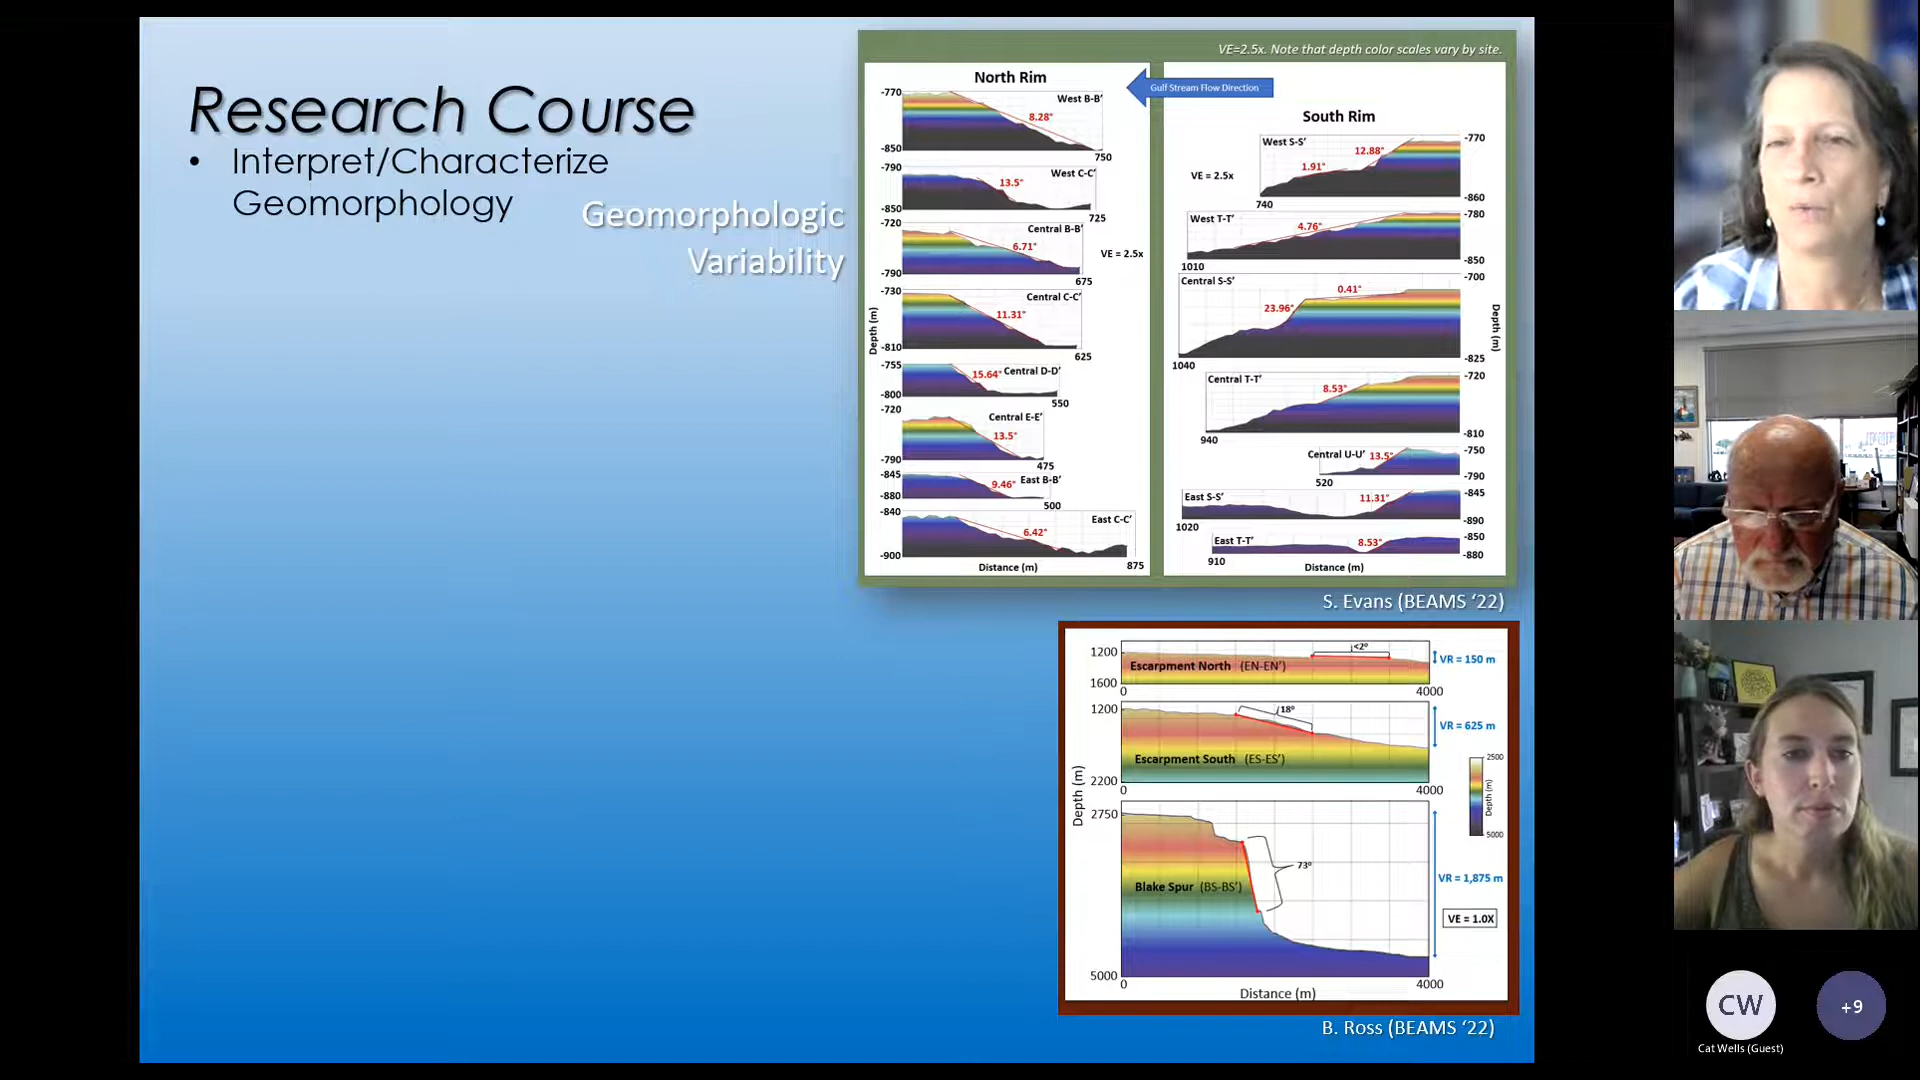 Research Course
• Interpret/Characterize
Geomorphology
Geomorphologic
Variability
VE=2.5x. Note that depth color scales vary by site.
North Rim
Gulf Stream Flow Direction
-770
West B-B’
8.28°
-850
750
-790
West C-C’
13.5°
-850
725
-720
Central B-B’
6.71°
VE = 2.5x
-790
675
-730
Central C-C’
11.31°
Depth (m)
-810
625
-755
15.64°
Central D-D’
-800
550
-720
Central E-E’
13.5°
-790
475
-845
9.46°
East B-B’
-880
500
-840
East C-C’
6.42°
-900
Distance (m)
875
South Rim
West S-S’
-770
12.88°
1.91°
VE = 2.5x
740
-860
West T-T’
-780
4.76°
1010
-850
Central S-S’
-700
0.41°
23.96°
Depth (m)
1040
-825
Central T-T’
-720
8.53°
940
-810
Central U-U’
13.5°
-750
520
-790
East S-S’
11.31°
-845
1020
-890
East T-T’
8.53°
-850
910
-880
Distance (m)
S. Evans (BEAMS ‘22)
1200
<2°
Escarpment North (EN-EN’)
VR = 150 m
1600
0
4000
1200
18°
VR = 625 m
Escarpment South (ES-ES’)
2200
0
4000
2500
Depth (m)
5000
Depth (m)
2750
73°
Blake Spur (BS-BS’)
VR = 1,875 m
VE = 1.0X
5000
0
4000
Distance (m)
B. Ross (BEAMS ‘22)
CW
+9
Cat Wells (Guest)